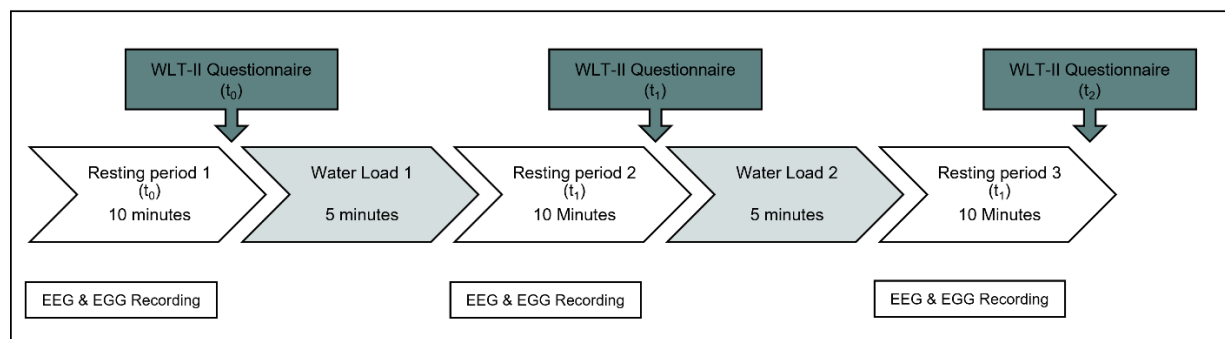 WLT-II Questionnaire
(t₀)
WLT-II Questionnaire
(t₁)
WLT-II Questionnaire
(t₂)
Resting period 1
(t₀)
10 minutes
Water Load 1
5 minutes
Resting period 2
(t₁)
10 Minutes
Water Load 2
5 minutes
Resting period 3
(t₁)
10 Minutes
EEG & EGG Recording
EEG & EGG Recording
EEG & EGG Recording